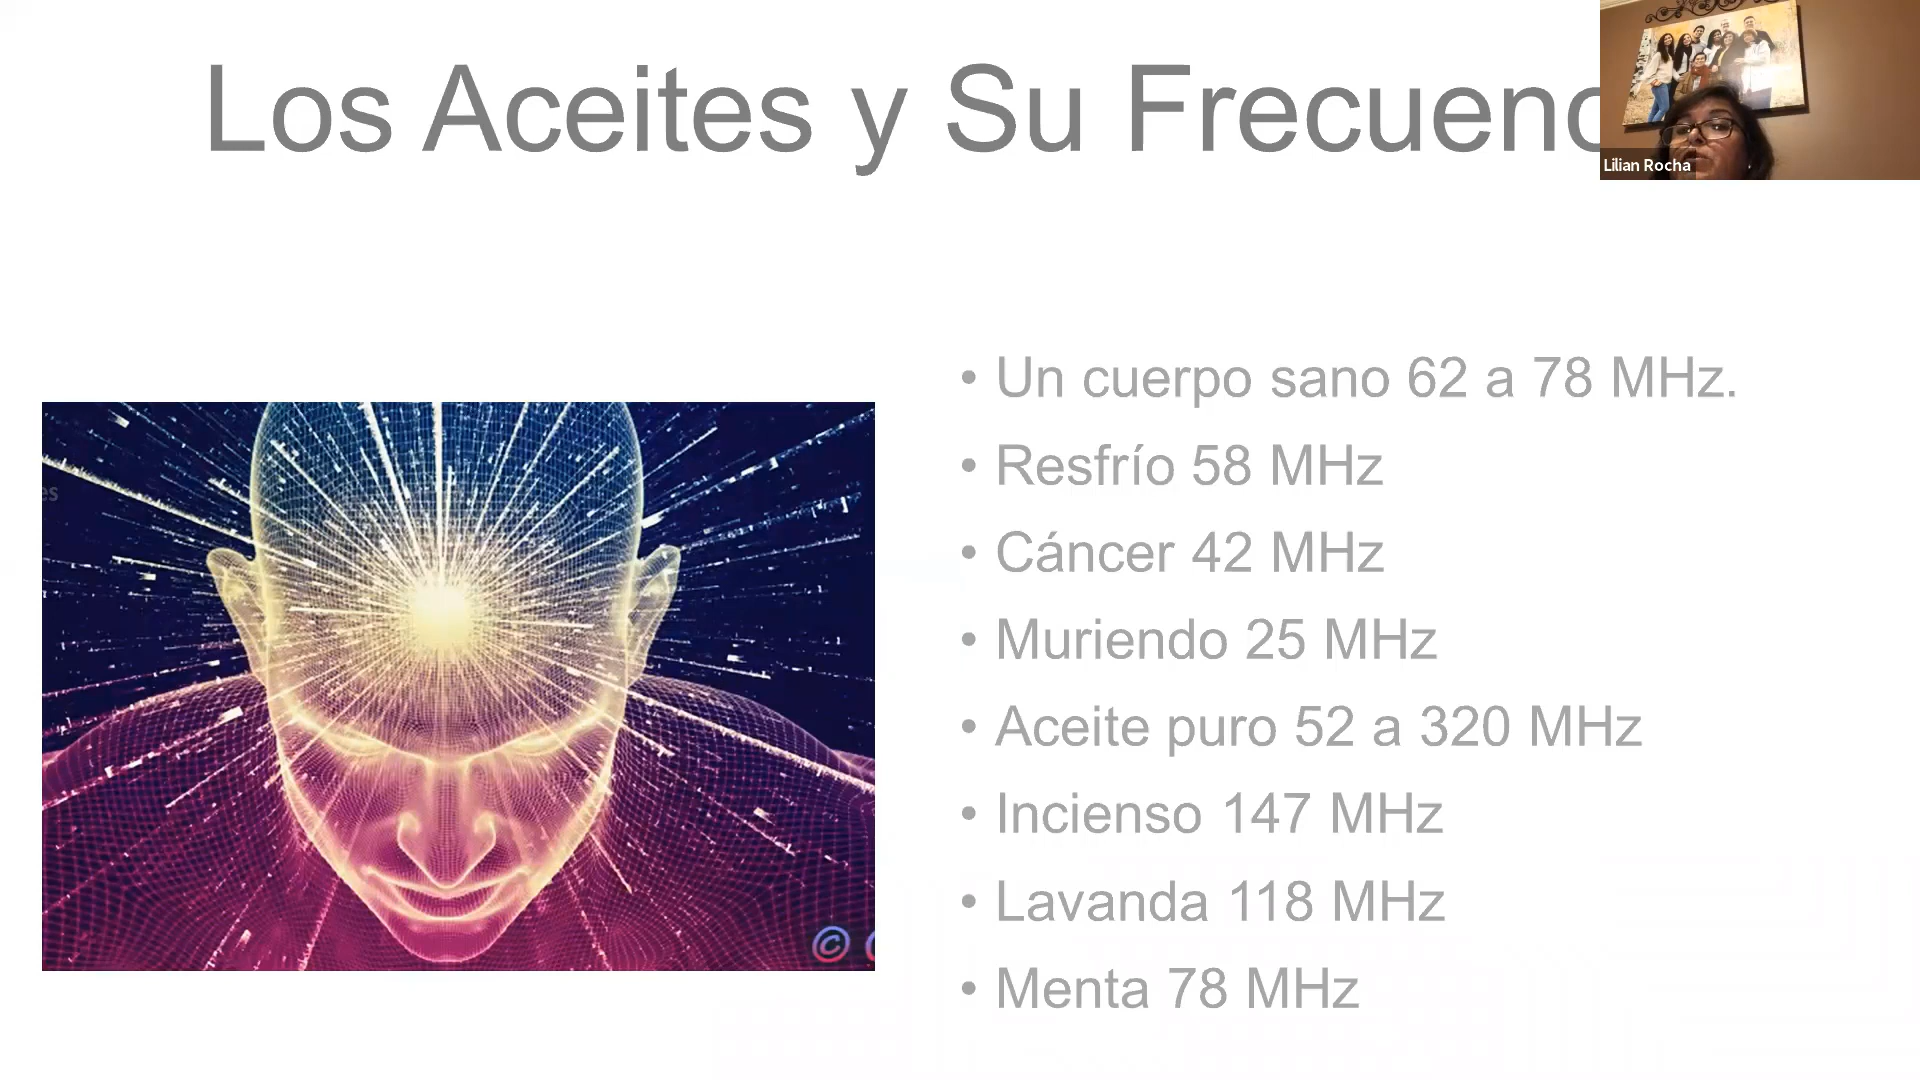 Los Aceites y Su Frecuenc
Lilian Rocha
• Un cuerpo sano 62 a 78 MHz.
• Resfrío 58 MHz
• Cáncer 42 MHz
• Muriendo 25 MHz
• Aceite puro 52 a 320 MHz
• Incienso 147 MHz
• Lavanda 118 MHz
• Menta 78 MHz
es
©